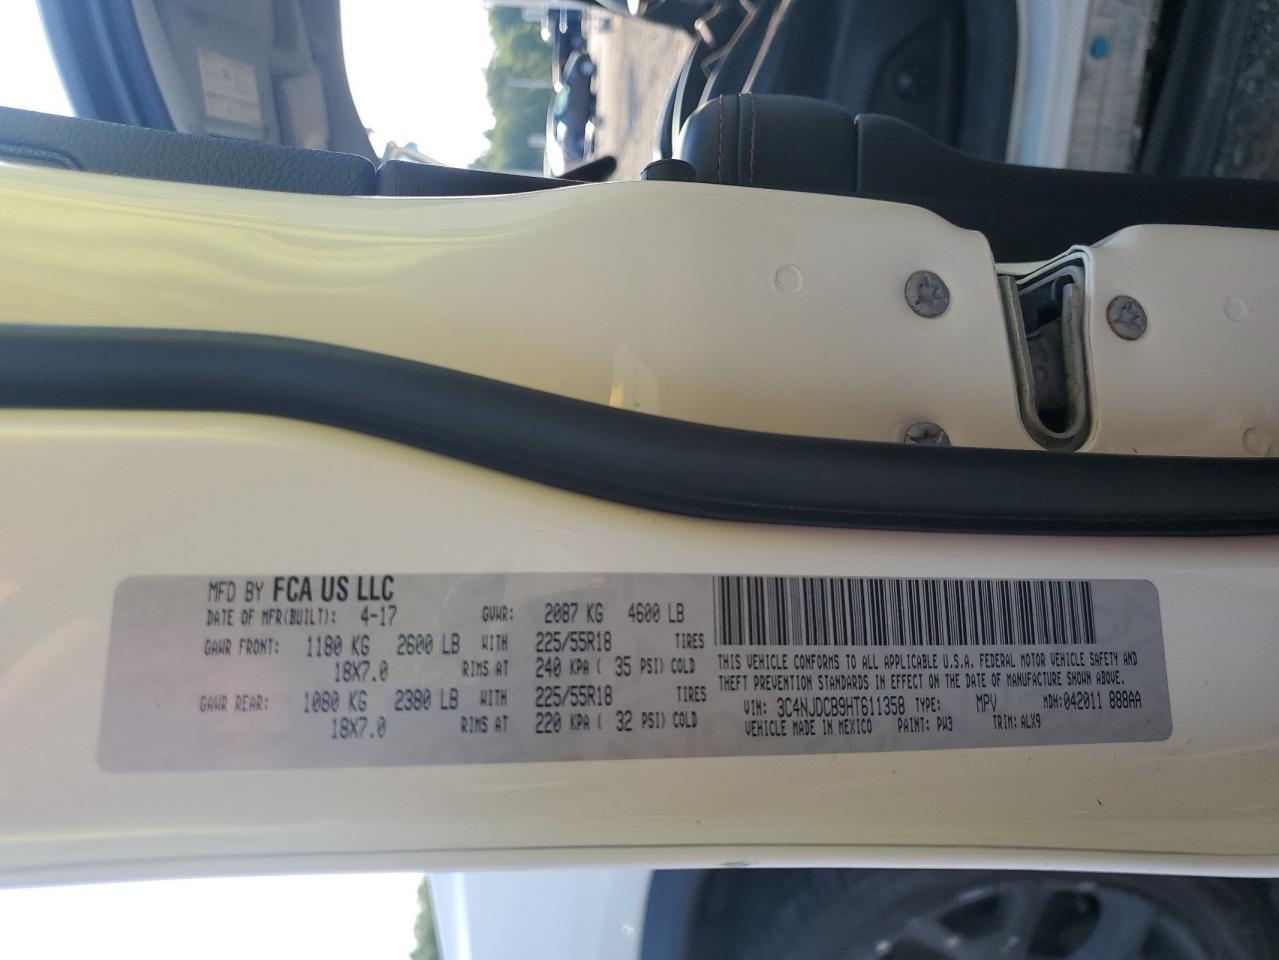 MFD BY FCA US LLC
DATE OF MFR(BUILT): 4-17 GVWR: 2087 KG 4600 LB
GAWR FRONT: 1180 KG 2600 LB WITH 225/55R18 TIRES
18X7.0 RIMS AT 240 KPA ( 35 PSI) COLD
GAWR REAR: 1080 KG 2380 LB WITH 225/55R18 TIRES
18X7.0 RIMS AT 220 KPA ( 32 PSI) COLD
THIS VEHICLE CONFORMS TO ALL APPLICABLE U.S.A. FEDERAL MOTOR VEHICLE SAFETY AND
THEFT PREVENTION STANDARDS IN EFFECT ON THE DATE OF MANUFACTURE SHOWN ABOVE.
VIN: 3C4NJDCB9HT611358 TYPE: MPV MDH: 042011 888AA
VEHICLE MADE IN MEXICO PAINT: PW3 TRIM: ALX9